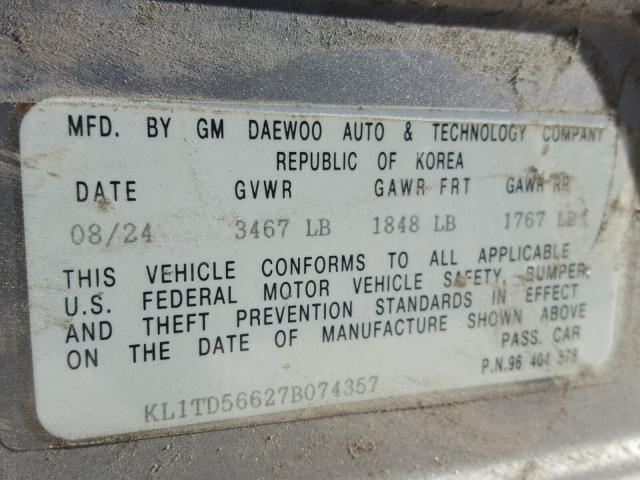 MFD. BY GM DAEWOO AUTO & TECHNOLOGY COMPANY
REPUBLIC OF KOREA
DATE GVWR GAWR FRT GAWR RR
08/24 3467 LB 1848 LB 1767 LB
THIS VEHICLE CONFORMS TO ALL APPLICABLE
U.S. FEDERAL MOTOR VEHICLE SAFETY, BUMPER,
AND THEFT PREVENTION STANDARDS IN EFFECT
ON THE DATE OF MANUFACTURE SHOWN ABOVE
PASS. CAR
P.N.96 464 578
KL1TD56627B074357